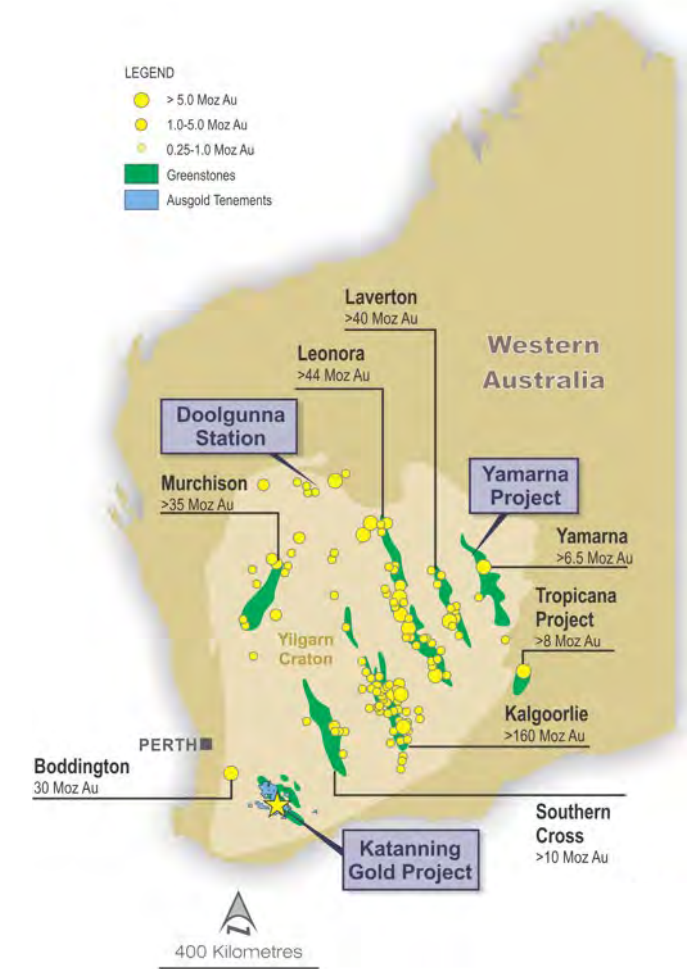 LEGEND
> 5.0 Moz Au
1.0-5.0 Moz Au
0.25-1.0 Moz Au
Greenstones
Ausgold Tenements
Laverton
>40 Moz Au
Western
Australia
Leonora
>44 Moz Au
Doolgunna
Station
Murchison
>35 Moz Au
Yamarna
Project
Yamarna
>6.5 Moz Au
Tropicana
Project
>8 Moz Au
Yilgarn
Craton
Kalgoorlie
>160 Moz Au
PERTH
Boddington
30 Moz Au
Southern
Cross
>10 Moz Au
Katanning
Gold Project
N
400 Kilometres